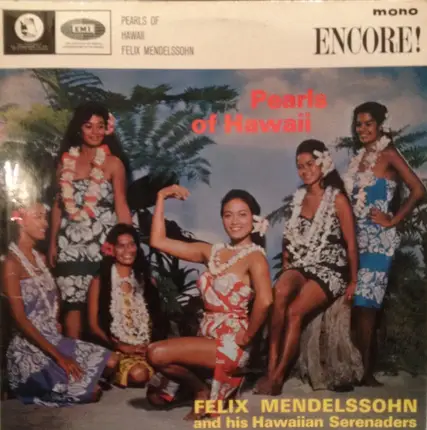 PEARLS OF
HAWAII
FELIX MENDELSSOHN
EMI
mono
ENCORE!
Pearls
of Hawaii
FELIX MENDELSSOHN
and his Hawaiian Serenaders